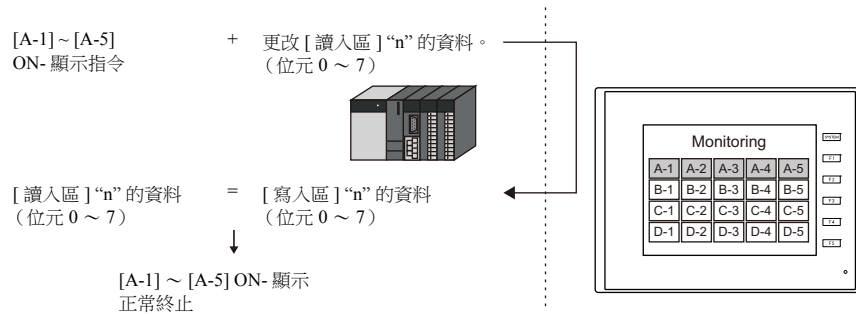 [A-1] ~ [A-5] + 更改 [ 讀入區 ] “n” 的資料。
ON- 顯示指令 （位元 0 ～ 7）
[ 讀入區 ] “n” 的資料 = [ 寫入區 ] “n” 的資料
（位元 0 ～ 7） （位元 0 ～ 7）
[A-1] ～ [A-5] ON- 顯示
正常終止
Monitoring
A-1 A-2 A-3 A-4 A-5
B-1 B-2 B-3 B-4 B-5
C-1 C-2 C-3 C-4 C-5
D-1 D-2 D-3 D-4 D-5
SYSTEM
F1
F2
F3
F4
F5